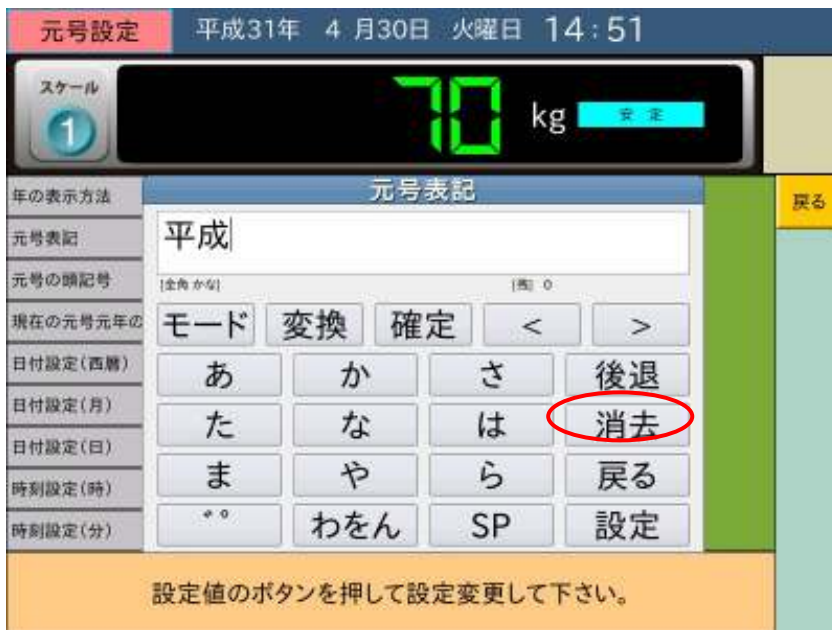 元号設定 平成31年 4 月30日 火曜日 14:51
スケール
1
70 kg 安定
年の表示方法
元号表記
元号の頭記号
現在の元号元年の
日付設定(西暦)
日付設定(月)
日付設定(日)
時刻設定(時)
時刻設定(分)
元号表記
平成
[全角かな] [残] 0
モード 変換 確定 < >
あ か さ 後退
た な は 消去
ま や ら 戻る
゛゜ わをん SP 設定
戻る
設定値のボタンを押して設定変更して下さい。